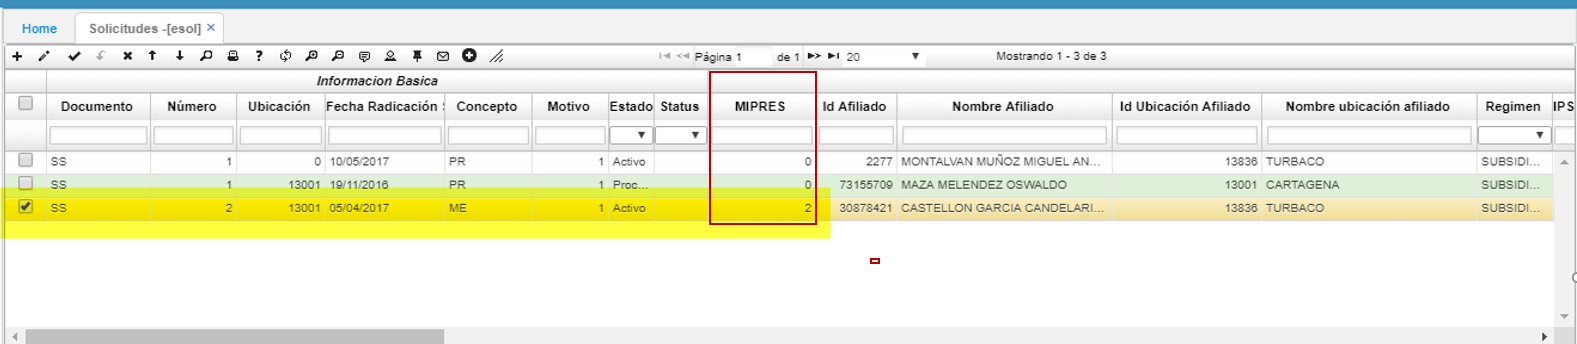 Home Solicitudes -[esol] ✕
Página 1 de 1 20 Mostrando 1 - 3 de 3
Informacion Basica
Documento Número Ubicación Fecha Radicación S Concepto Motivo Estado Status MIPRES Id Afiliado Nombre Afiliado Id Ubicación Afiliado Nombre ubicación afiliado Regimen IPS
SS 1 0 10/05/2017 PR 1 Activo 0 2277 MONTALVAN MUÑOZ MIGUEL AN... 13836 TURBACO SUBSIDI...
SS 1 13001 19/11/2016 PR 1 Proc... 0 73155709 MAZA MELENDEZ OSWALDO 13001 CARTAGENA SUBSIDI...
SS 2 13001 05/04/2017 ME 1 Activo 2 30878421 CASTELLON GARCIA CANDELARI... 13836 TURBACO SUBSIDI...